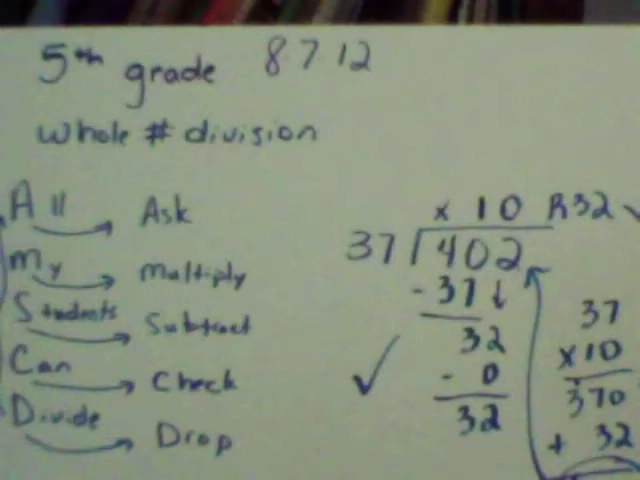 5th grade 8712
Whole # division
All Ask
My Multiply
Students Subtract
Can Check
Divide Drop
x 10 R32
37 402
- 37
32
- 0
32
37
x10
370
+ 32